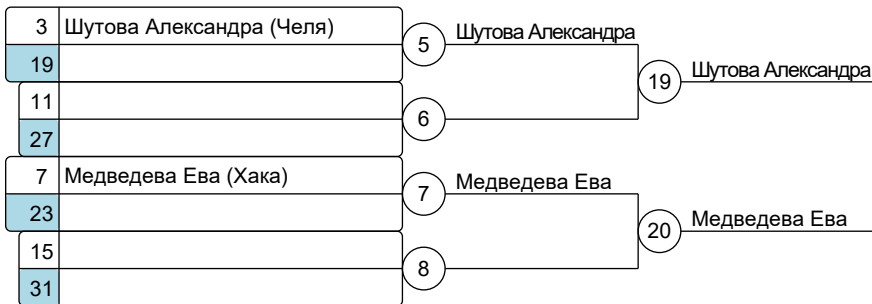 3 Шутова Александра (Челя)
19
5 Шутова Александра
19 Шутова Александра
11
27
6
7 Медведева Ева (Хака)
23
7 Медведева Ева
20 Медведева Ева
15
31
8